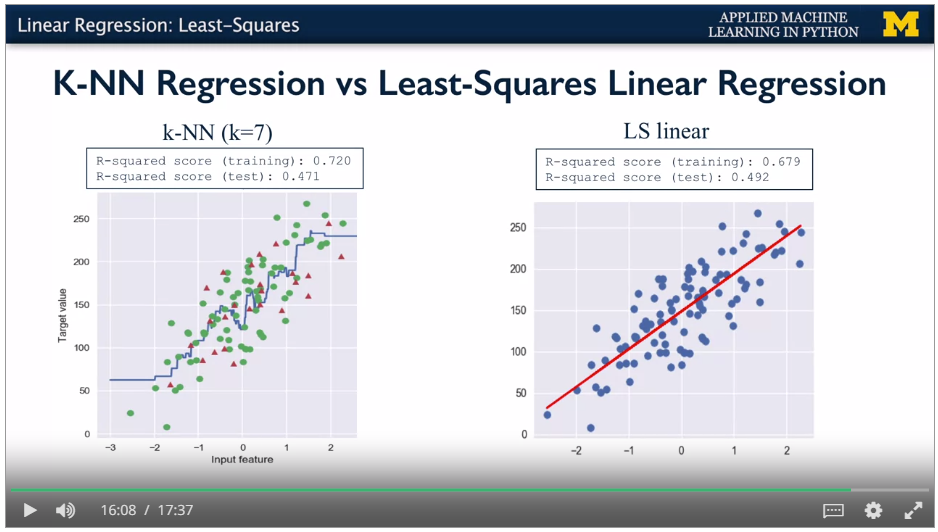 Linear Regression: Least-Squares
APPLIED MACHINE
LEARNING IN PYTHON
M
K-NN Regression vs Least-Squares Linear Regression
k-NN (k=7)
R-squared score (training): 0.720
R-squared score (test): 0.471
250
200
150
100
50
0
Target value
−3 −2 −1 0 1 2
Input feature
LS linear
R-squared score (training): 0.679
R-squared score (test): 0.492
250
200
150
100
50
0
−2 −1 0 1 2
16:08 / 17:37